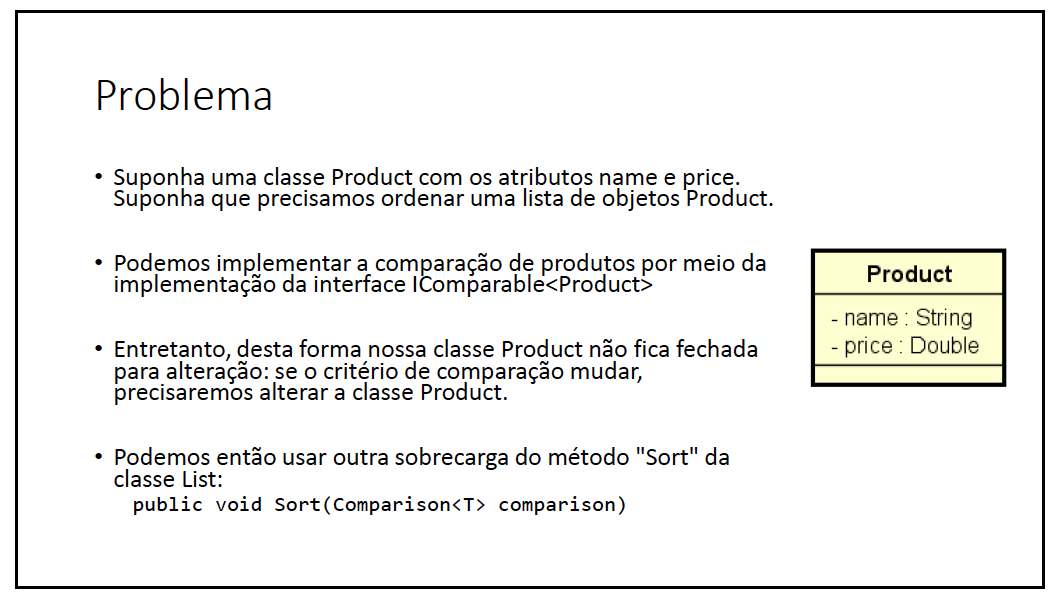 Problema
• Suponha uma classe Product com os atributos name e price.
Suponha que precisamos ordenar uma lista de objetos Product.
• Podemos implementar a comparação de produtos por meio da
implementação da interface IComparable<Product>
• Entretanto, desta forma nossa classe Product não fica fechada
para alteração: se o critério de comparação mudar,
precisaremos alterar a classe Product.
• Podemos então usar outra sobrecarga do método "Sort" da
classe List:
public void Sort(Comparison<T> comparison)
Product
- name : String
- price : Double